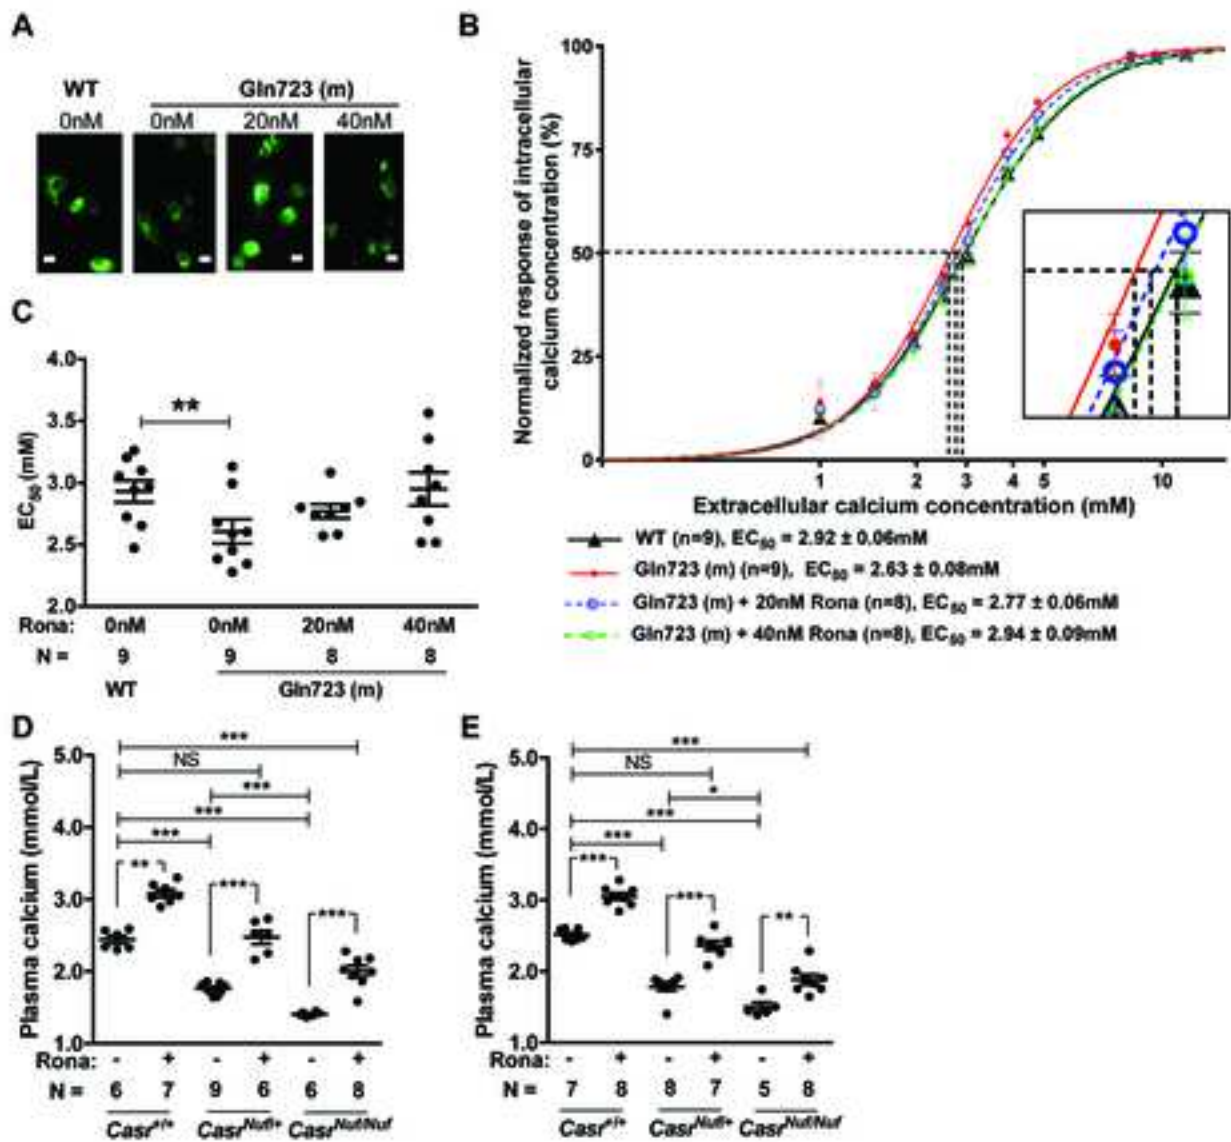 A
WT
Gln723 (m)
0nM
0nM
20nM
40nM
B
Normalized response of intracellular
calcium concentration (%)
100
75
50
25
0
1
2
3
4
5
10
Extracellular calcium concentration (mM)
WT (n=9), EC50 = 2.92 ± 0.06mM
Gln723 (m) (n=9), EC50 = 2.63 ± 0.08mM
Gln723 (m) + 20nM Rona (n=8), EC50 = 2.77 ± 0.06mM
Gln723 (m) + 40nM Rona (n=8), EC50 = 2.94 ± 0.09mM
C
EC50 (mM)
4.0
3.5
3.0
2.5
2.0
**
Rona: 0nM 0nM 20nM 40nM
N = 9 9 8 8
WT Gln723 (m)
D
Plasma calcium (mmol/L)
5.0
4.0
3.0
2.0
1.0
***
NS
***
***
***
**
***
***
Rona: - + - + - +
N = 6 7 9 6 6 8
Casr+/+ CasrNuf/+ CasrNuf/Nuf
E
Plasma calcium (mmol/L)
5.0
4.0
3.0
2.0
1.0
***
NS
*
***
***
***
***
**
Rona: - + - + - +
N = 7 8 8 7 5 8
Casr+/+ CasrNuf/+ CasrNuf/Nuf